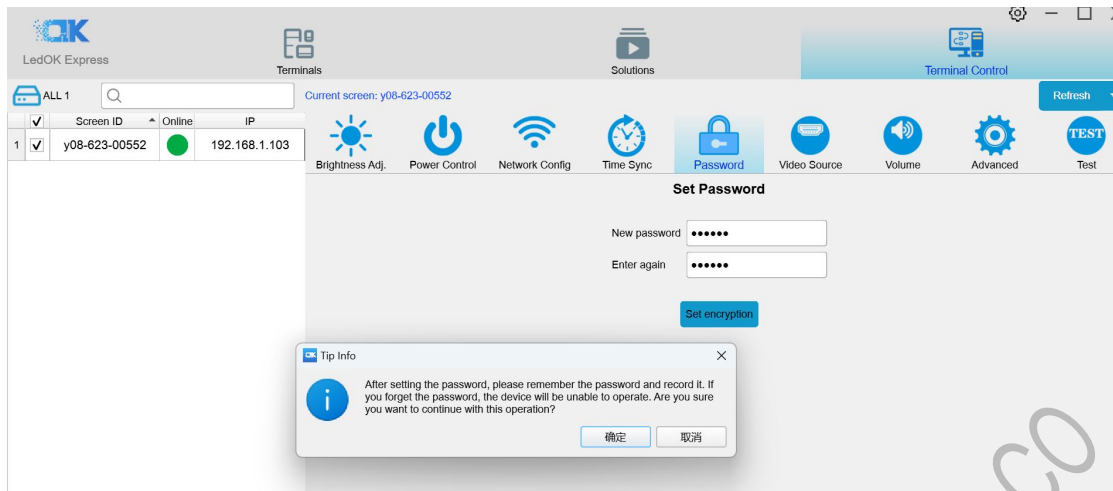 LedOK Express
Terminals
Solutions
Terminal Control
ALL 1
Current screen: y08-623-00552
Refresh
Screen ID
Online
IP
1
y08-623-00552
192.168.1.103
Brightness Adj.
Power Control
Network Config
Time Sync
Password
Video Source
Volume
Advanced
TEST
Test
Set Password
New password ●●●●●●
Enter again ●●●●●●
Set encryption
Tip Info
After setting the password, please remember the password and record it. If
you forget the password, the device will be unable to operate. Are you sure
you want to continue with this operation?
确定
取消
CO